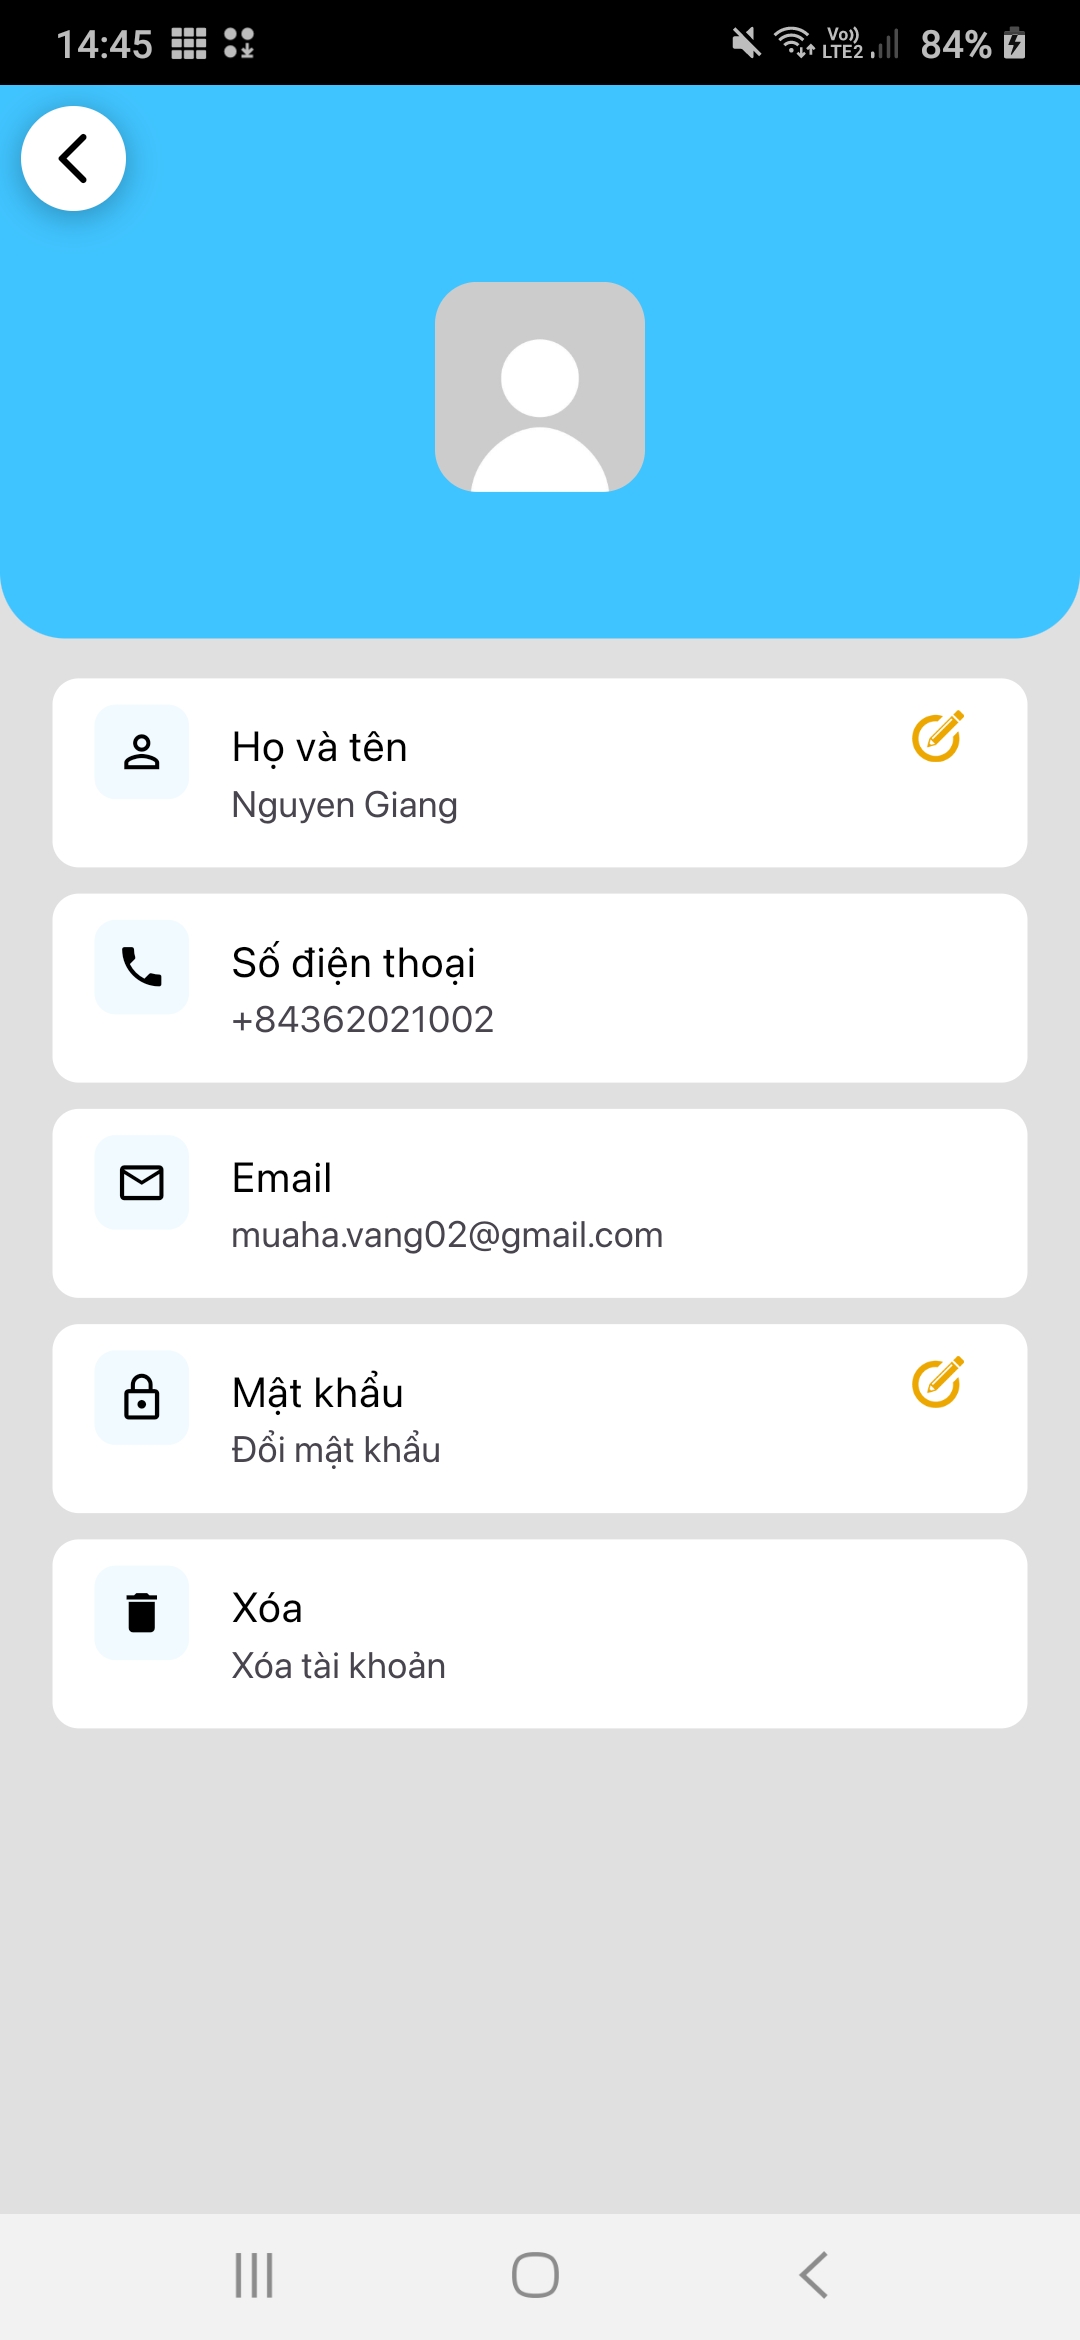 14:45
Vo)) LTE2 84%
Họ và tên
Nguyen Giang
Số điện thoại
+84362021002
Email
muaha.vang02@gmail.com
Mật khẩu
Đổi mật khẩu
Xóa
Xóa tài khoản